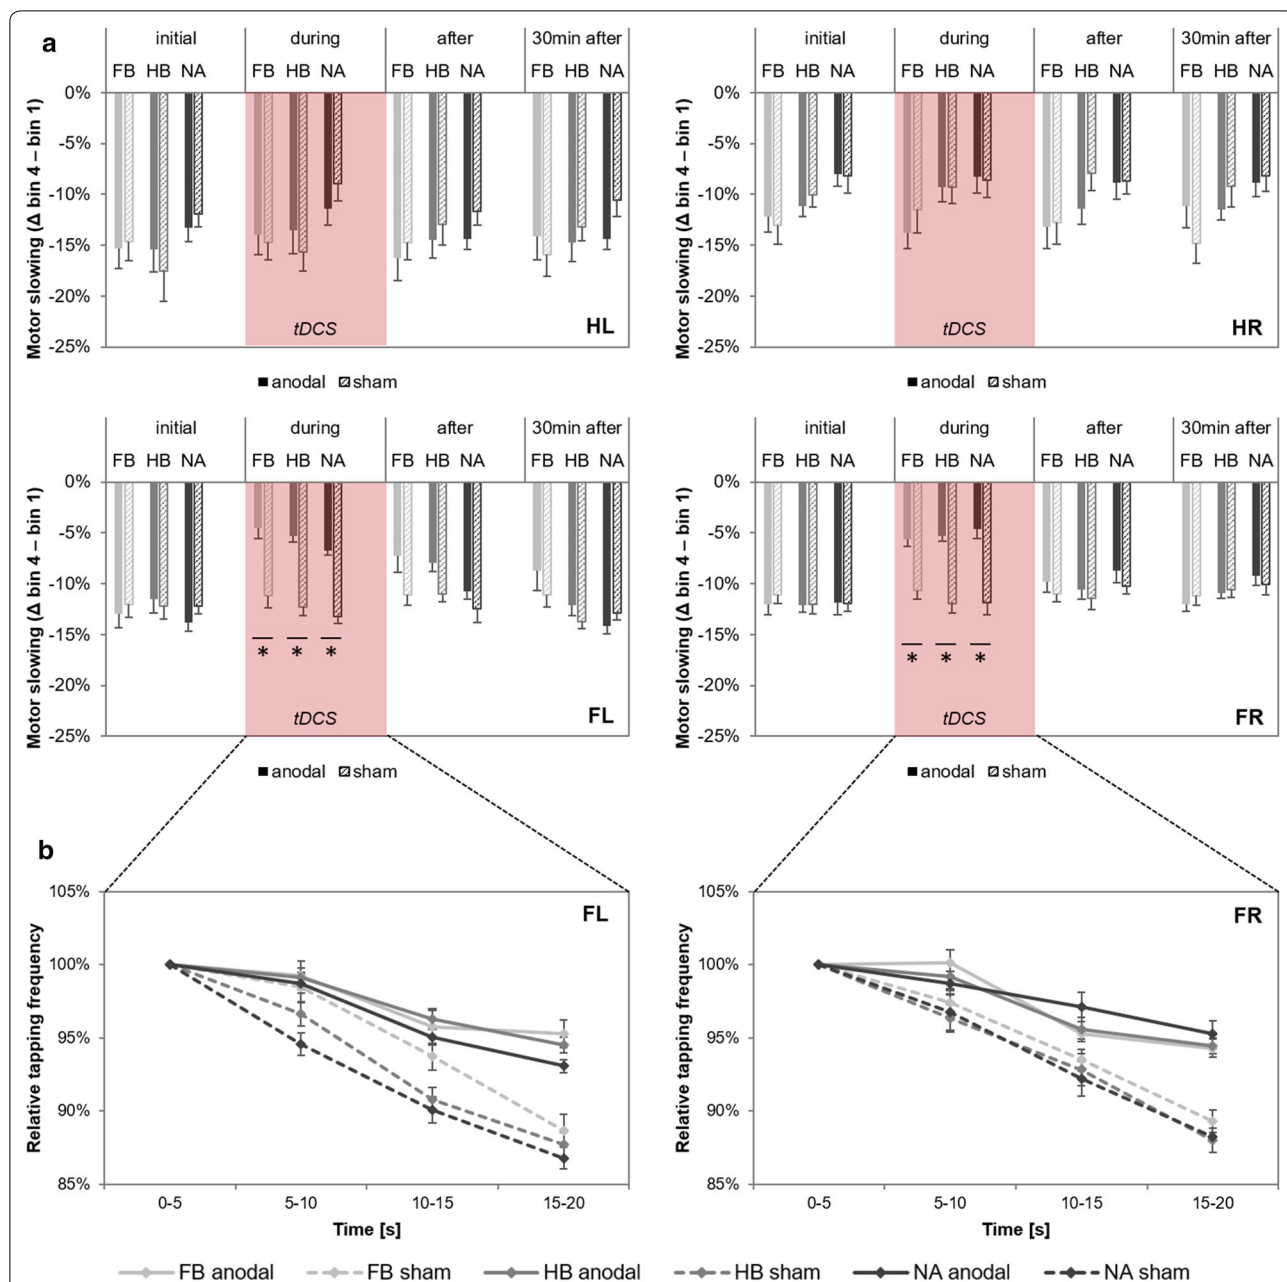 a
initial during after 30min after
FB HB NA FB HB NA FB HB NA FB HB NA
0%
-5%
-10%
-15%
-20%
-25%
Motor slowing (Δ bin 4 – bin 1)
tDCS
HL
anodal sham
initial during after 30min after
FB HB NA FB HB NA FB HB NA FB HB NA
0%
-5%
-10%
-15%
-20%
-25%
Motor slowing (Δ bin 4 – bin 1)
tDCS
HR
anodal sham
initial during after 30min after
FB HB NA FB HB NA FB HB NA FB HB NA
0%
-5%
-10%
-15%
-20%
-25%
Motor slowing (Δ bin 4 – bin 1)
* * *
tDCS
FL
anodal sham
initial during after 30min after
FB HB NA FB HB NA FB HB NA FB HB NA
0%
-5%
-10%
-15%
-20%
-25%
Motor slowing (Δ bin 4 – bin 1)
* * *
tDCS
FR
anodal sham
b
105%
100%
95%
90%
85%
Relative tapping frequency
FL
0-5 5-10 10-15 15-20
Time [s]
105%
100%
95%
90%
85%
Relative tapping frequency
FR
0-5 5-10 10-15 15-20
Time [s]
FB anodal FB sham HB anodal HB sham NA anodal NA sham